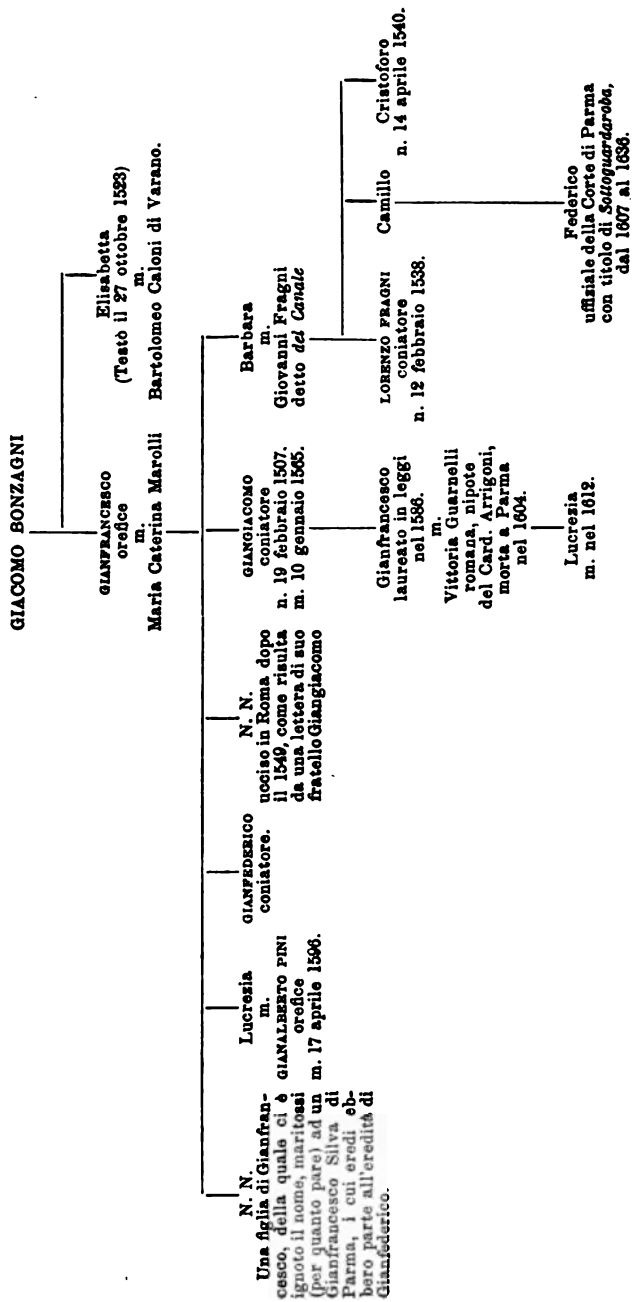 GIACOMO BONZAGNI
GIANFRANCESCO
orefice
m.
Maria Caterina Marolli
Elisabetta
(Testò il 27 ottobre 1523)
m.
Bartolomeo Caloni di Varano.
N. N.
Una figlia di Gianfran-
cesco, della quale ci è
ignoto il nome, maritossi
(per quanto pare) ad un
Gianfrancesco Silva di
Parma, i cui eredi eb-
bero parte all'eredità di
Gianfederico.
Lucrezia
m.
GIANALBERTO PINI
orefice
m. 17 aprile 1596.
GIANFEDERICO
coniatore.
N. N.
ucciso in Roma dopo
il 1549, come risulta
da una lettera di suo
fratello Giangiacomo
GIANGIACOMO
coniatore
n. 19 febbraio 1507.
m. 10 gennaio 1565.
Barbara
m.
Giovanni Fragni
detto del Canale
Gianfrancesco
laureato in leggi
nel 1586.
m.
Vittoria Guarnelli
romana, nipote
del Card. Arrigoni,
morta a Parma
nel 1604.
LORENZO FRAGNI
coniatore
n. 12 febbraio 1538.
Camillo
Cristoforo
n. 14 aprile 1540.
Lucrezia
m. nel 1612.
Federico
uffiziale della Corte di Parma
con titolo di Sottoguardaroba,
dal 1607 al 1636.